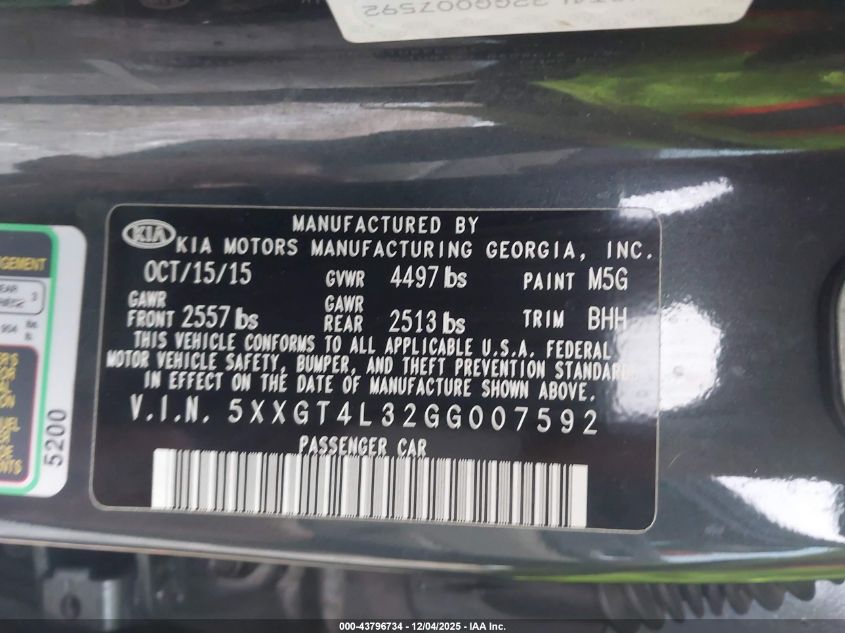 32GG007592
KIA
MANUFACTURED BY
KIA MOTORS MANUFACTURING GEORGIA, INC.
OCT/15/15 GVWR 4497 lbs PAINT M5G
GAWR FRONT 2557 lbs GAWR REAR 2513 lbs TRIM BHH
THIS VEHICLE CONFORMS TO ALL APPLICABLE U.S.A. FEDERAL
MOTOR VEHICLE SAFETY, BUMPER, AND THEFT PREVENTION STANDARDS
IN EFFECT ON THE DATE OF MANUFACTURE SHOWN ABOVE.
V.I.N. 5XXGT4L32GG007592
PASSENGER CAR
5200
000-43796734 - 12/04/2025 - IAA Inc.